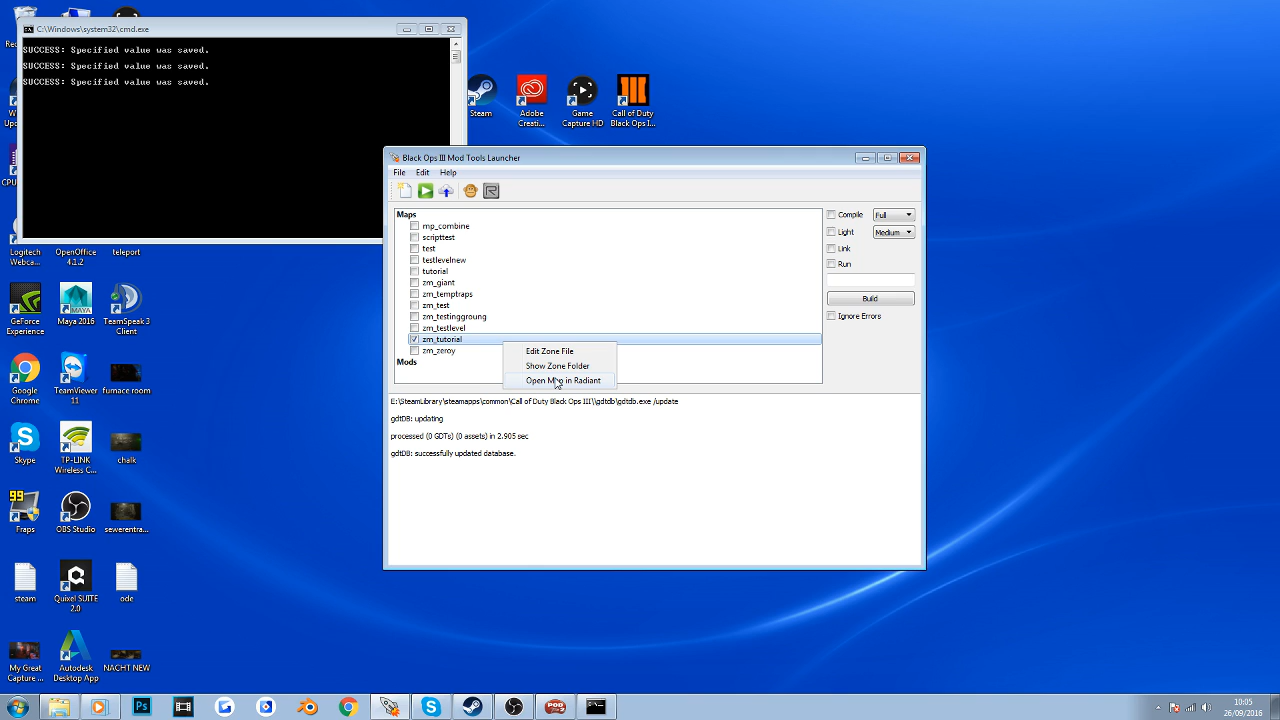 C:\Windows\system32\cmd.exe
SUCCESS: Specified value was saved.
SUCCESS: Specified value was saved.
SUCCESS: Specified value was saved.
Steam
Adobe Creati...
Game Capture HD
Call of Duty Black Ops I...
Black Ops III Mod Tools Launcher
File Edit Help
Maps
mp_combine
scripttest
test
testlevelnew
tutorial
zm_giant
zm_temptraps
zm_test
zm_testinggroung
zm_testlevel
zm_tutorial
zm_zeroy
Mods
Edit Zone File
Show Zone Folder
Open Map in Radiant
Compile Full
Light Medium
Link
Run
Build
Ignore Errors
E:\SteamLibrary\steamapps\common\Call of Duty Black Ops III\\gdtdb\gdtdb.exe /update
gdtDB: updating
processed (0 GDTs) (0 assets) in 2.905 sec
gdtDB: successfully updated database.
Logitech Webca...
OpenOffice 4.1.2
teleport
GeForce Experience
Maya 2016
TeamSpeak 3 Client
Google Chrome
TeamViewer 11
furnace room
Skype
TP-LINK Wireless C...
chalk
99
Fraps
OBS Studio
sewerentra...
steam
Quixel SUITE 2.0
ode
My Great Capture ...
Autodesk Desktop App
NACHT NEW
Ps
10:05
26/09/2016